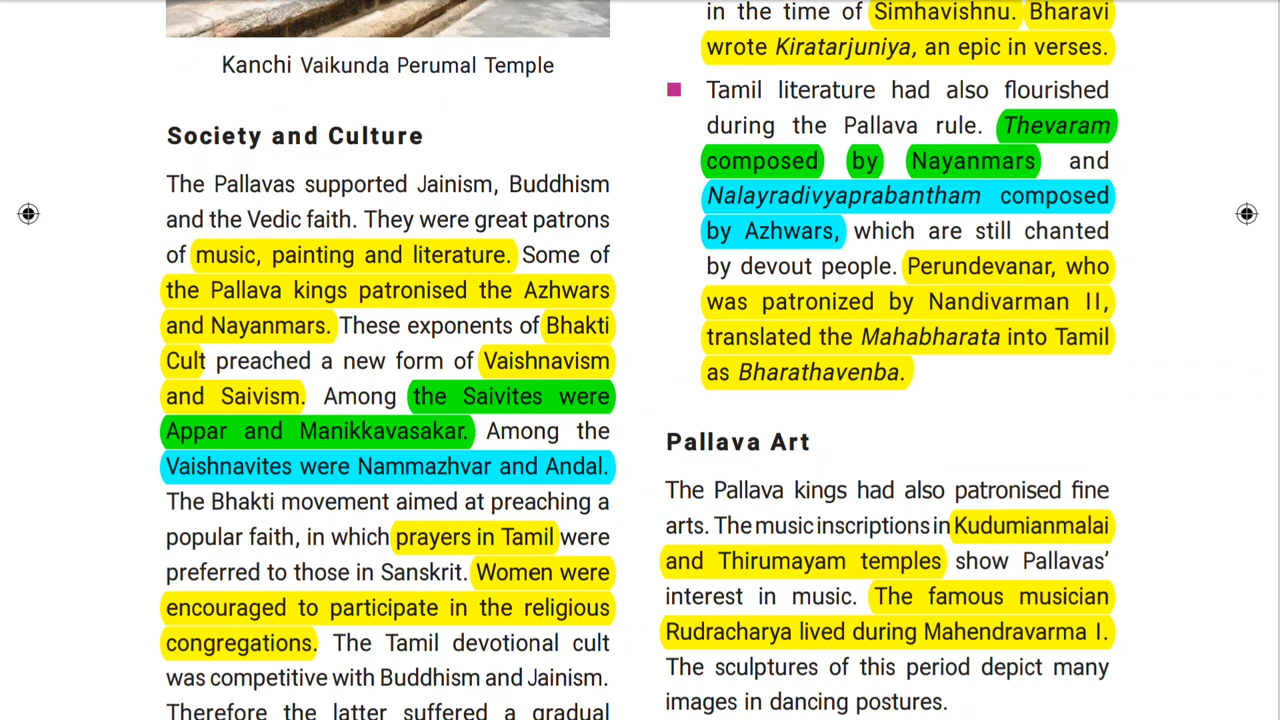 Kanchi Vaikunda Perumal Temple
Society and Culture
The Pallavas supported Jainism, Buddhism
and the Vedic faith. They were great patrons
of music, painting and literature. Some of
the Pallava kings patronised the Azhwars
and Nayanmars. These exponents of Bhakti
Cult preached a new form of Vaishnavism
and Saivism. Among the Saivites were
Appar and Manikkavasakar. Among the
Vaishnavites were Nammazhvar and Andal.
The Bhakti movement aimed at preaching a
popular faith, in which prayers in Tamil were
preferred to those in Sanskrit. Women were
encouraged to participate in the religious
congregations. The Tamil devotional cult
was competitive with Buddhism and Jainism.
Therefore the latter suffered a gradual
in the time of Simhavishnu. Bharavi
wrote Kiratarjuniya, an epic in verses.
Tamil literature had also flourished
during the Pallava rule. Thevaram
composed by Nayanmars and
Nalayradivyaprabantham composed
by Azhwars, which are still chanted
by devout people. Perundevanar, who
was patronized by Nandivarman II,
translated the Mahabharata into Tamil
as Bharathavenba.
Pallava Art
The Pallava kings had also patronised fine
arts. The music inscriptions in Kudumianmalai
and Thirumayam temples show Pallavas’
interest in music. The famous musician
Rudracharya lived during Mahendravarma I.
The sculptures of this period depict many
images in dancing postures.